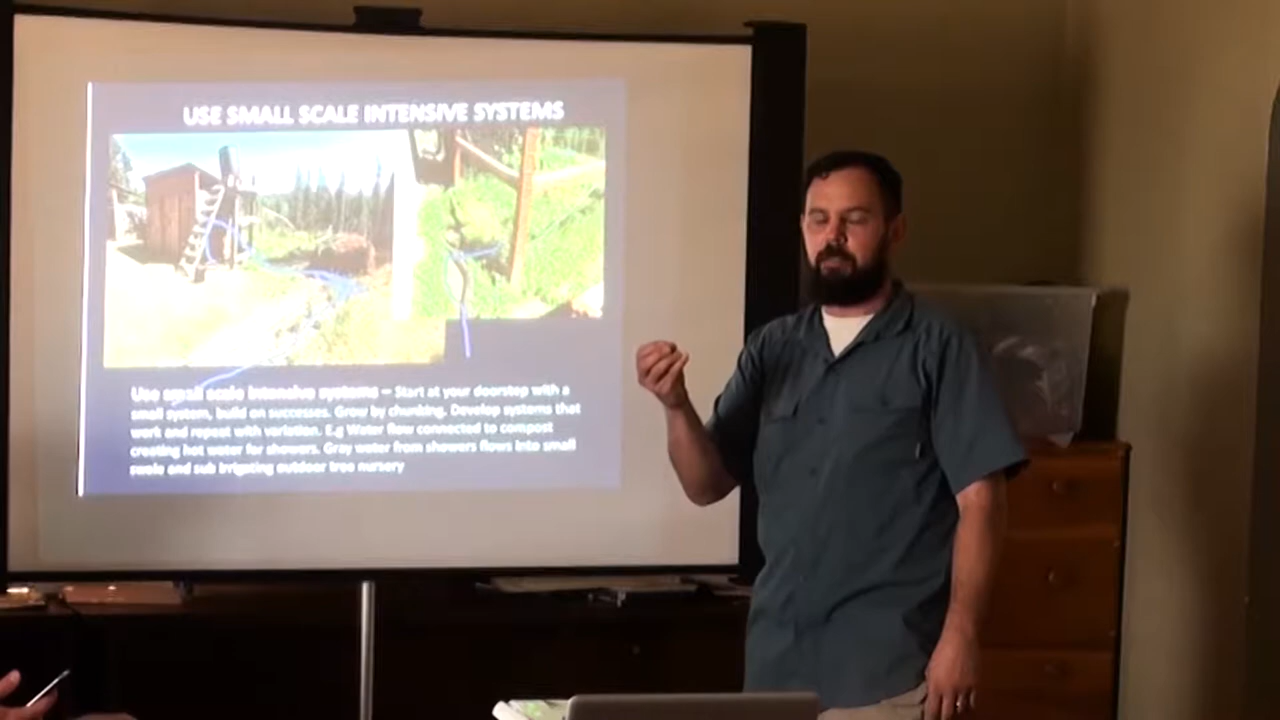 USE SMALL SCALE INTENSIVE SYSTEMS
Use small scale intensive systems – Start at your doorstep with a
small system, build on successes. Grow by chunking. Develop systems that
work and repeat with variation. E.g Water flow connected to compost
creating hot water for showers. Gray water from showers flows into small
swale and sub irrigating outdoor tree nursery